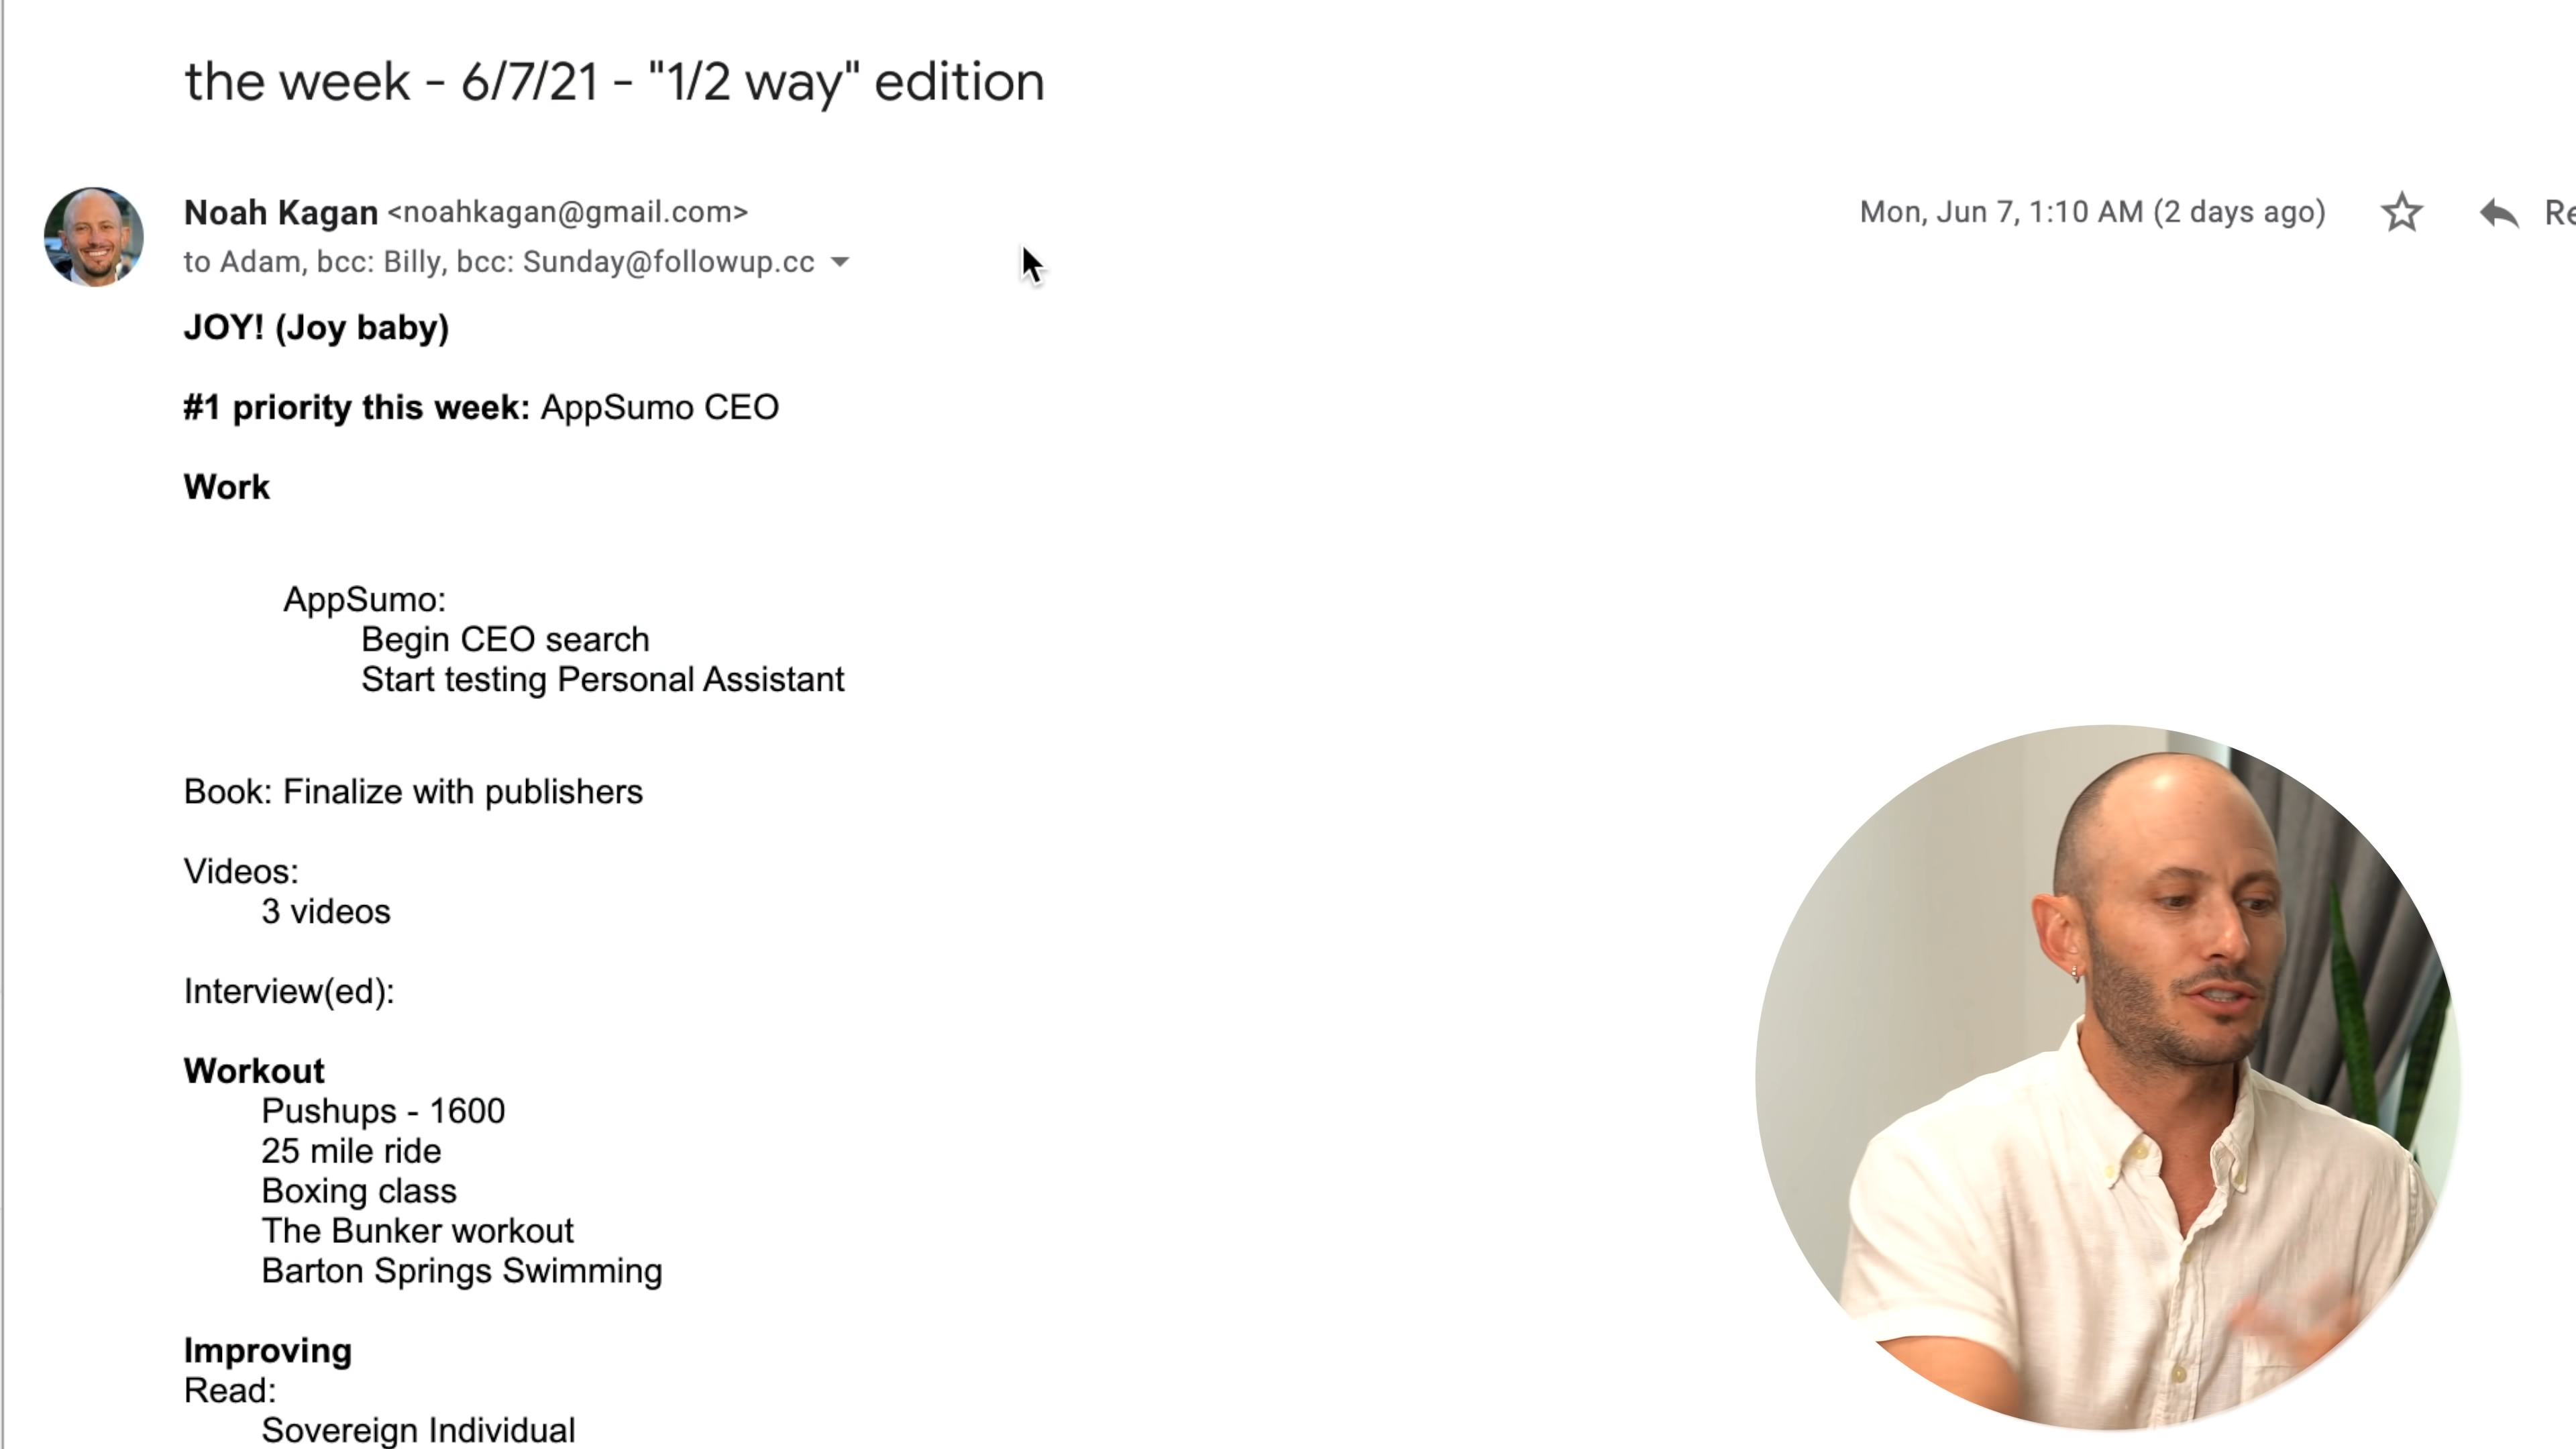 the week - 6/7/21 - "1/2 way" edition
Noah Kagan <noahkagan@gmail.com>
Mon, Jun 7, 1:10 AM (2 days ago)
Re
to Adam, bcc: Billy, bcc: Sunday@followup.cc
JOY! (Joy baby)
#1 priority this week: AppSumo CEO
Work
AppSumo:
Begin CEO search
Start testing Personal Assistant
Book: Finalize with publishers
Videos:
3 videos
Interview(ed):
Workout
Pushups - 1600
25 mile ride
Boxing class
The Bunker workout
Barton Springs Swimming
Improving
Read:
Sovereign Individual